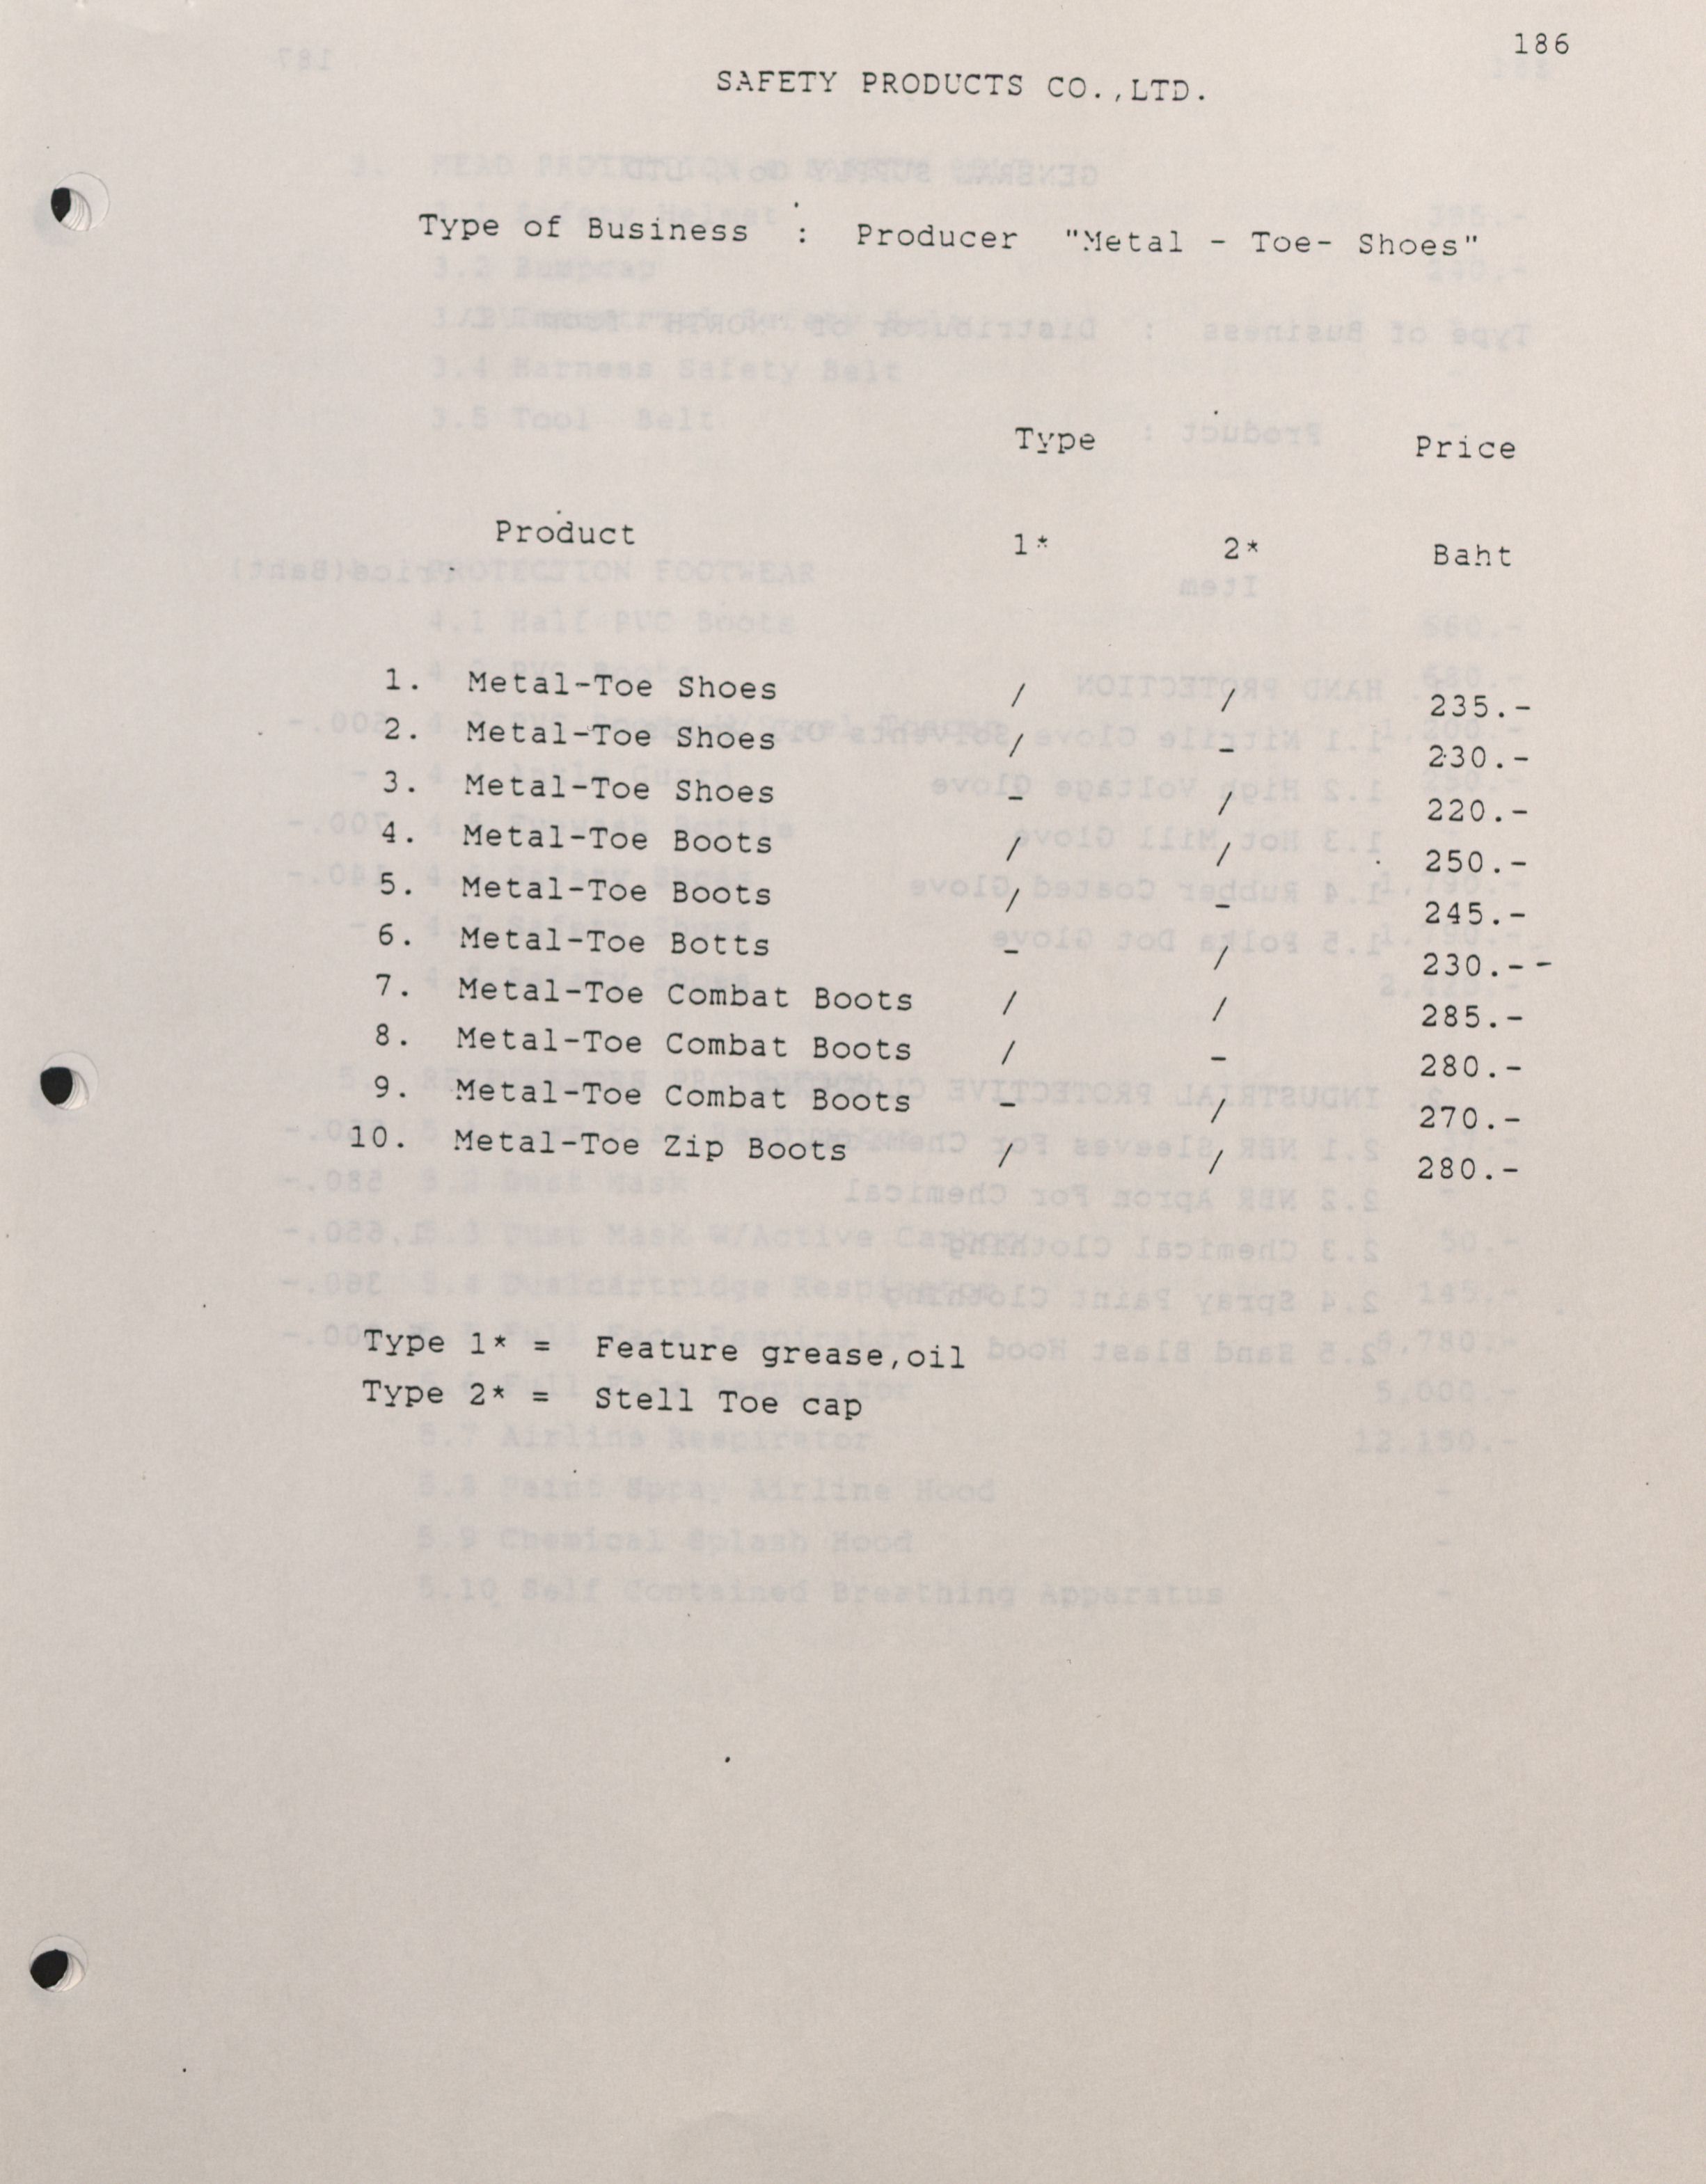 186
SAFETY PRODUCTS CO.,LTD.
Type of Business : Producer "Metal - Toe- Shoes"
Type Price
Product 1* 2* Baht
1. Metal-Toe Shoes / / 235.-
2. Metal-Toe Shoes / - 230.-
3. Metal-Toe Shoes - / 220.-
4. Metal-Toe Boots / / 250.-
5. Metal-Toe Boots / - 245.-
6. Metal-Toe Botts - / 230.--
7. Metal-Toe Combat Boots / / 285.-
8. Metal-Toe Combat Boots / - 280.-
9. Metal-Toe Combat Boots - / 270.-
10. Metal-Toe Zip Boots / / 280.-
Type 1* = Feature grease,oil
Type 2* = Stell Toe cap